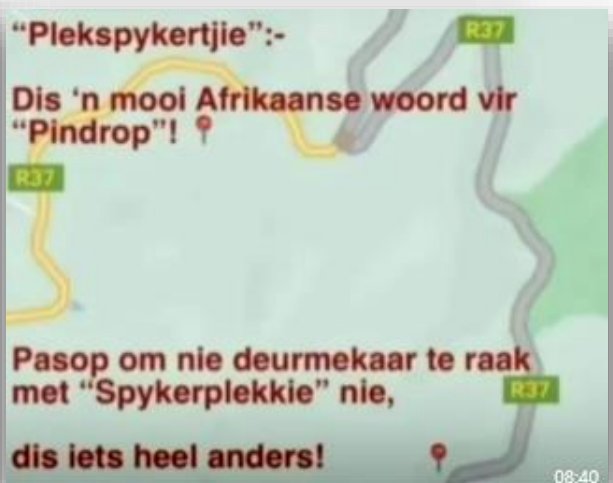 “Plekspykertjie”:-
R37
Dis ‘n mooi Afrikaanse woord vir
“Pindrop”!
R37
Pasop om nie deurmekaar te raak
met “Spykerplekkie” nie,
R37
dis iets heel anders!
08:40